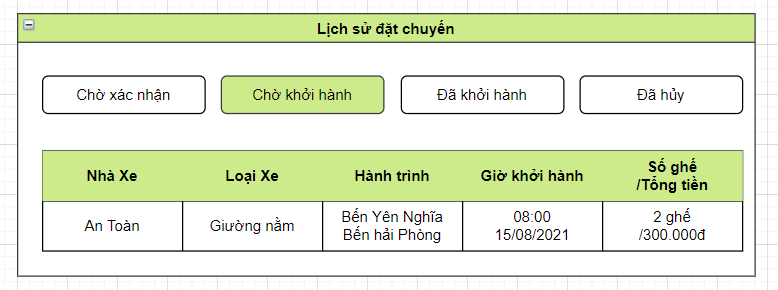 Lịch sử đặt chuyến
Chờ xác nhận
Chờ khởi hành
Đã khởi hành
Đã hủy
Nhà Xe
Loại Xe
Hành trình
Giờ khởi hành
Số ghế
/Tổng tiền
An Toàn
Giường nằm
Bến Yên Nghĩa
Bến hải Phòng
08:00
15/08/2021
2 ghế
/300.000đ